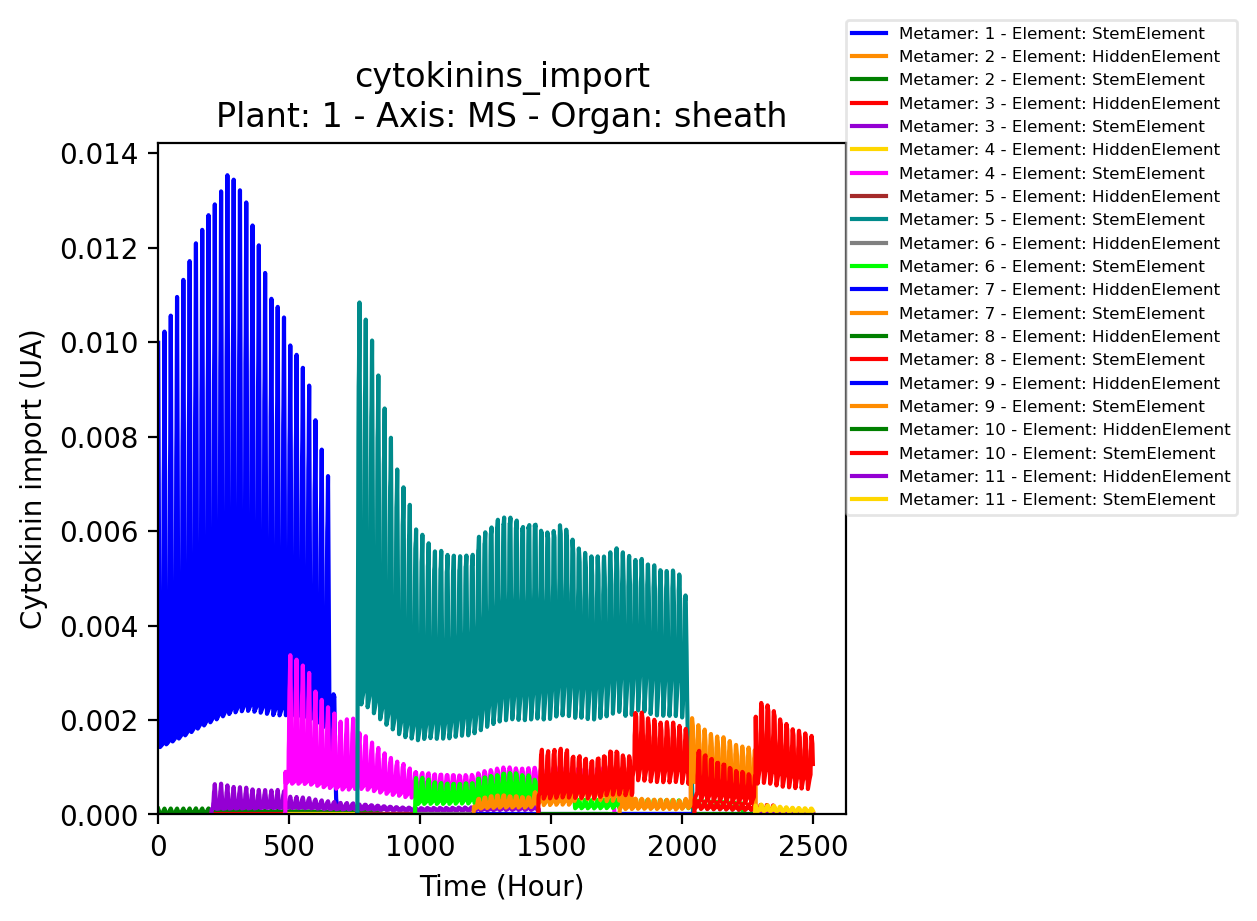 cytokinins_import
Plant: 1 - Axis: MS - Organ: sheath
Metamer: 1 - Element: StemElement
Metamer: 2 - Element: HiddenElement
Metamer: 2 - Element: StemElement
Metamer: 3 - Element: HiddenElement
Metamer: 3 - Element: StemElement
Metamer: 4 - Element: HiddenElement
Metamer: 4 - Element: StemElement
Metamer: 5 - Element: HiddenElement
Metamer: 5 - Element: StemElement
Metamer: 6 - Element: HiddenElement
Metamer: 6 - Element: StemElement
Metamer: 7 - Element: HiddenElement
Metamer: 7 - Element: StemElement
Metamer: 8 - Element: HiddenElement
Metamer: 8 - Element: StemElement
Metamer: 9 - Element: HiddenElement
Metamer: 9 - Element: StemElement
Metamer: 10 - Element: HiddenElement
Metamer: 10 - Element: StemElement
Metamer: 11 - Element: HiddenElement
Metamer: 11 - Element: StemElement
Cytokinin import (UA)
0.014
0.012
0.010
0.008
0.006
0.004
0.002
0.000
0 500 1000 1500 2000 2500
Time (Hour)